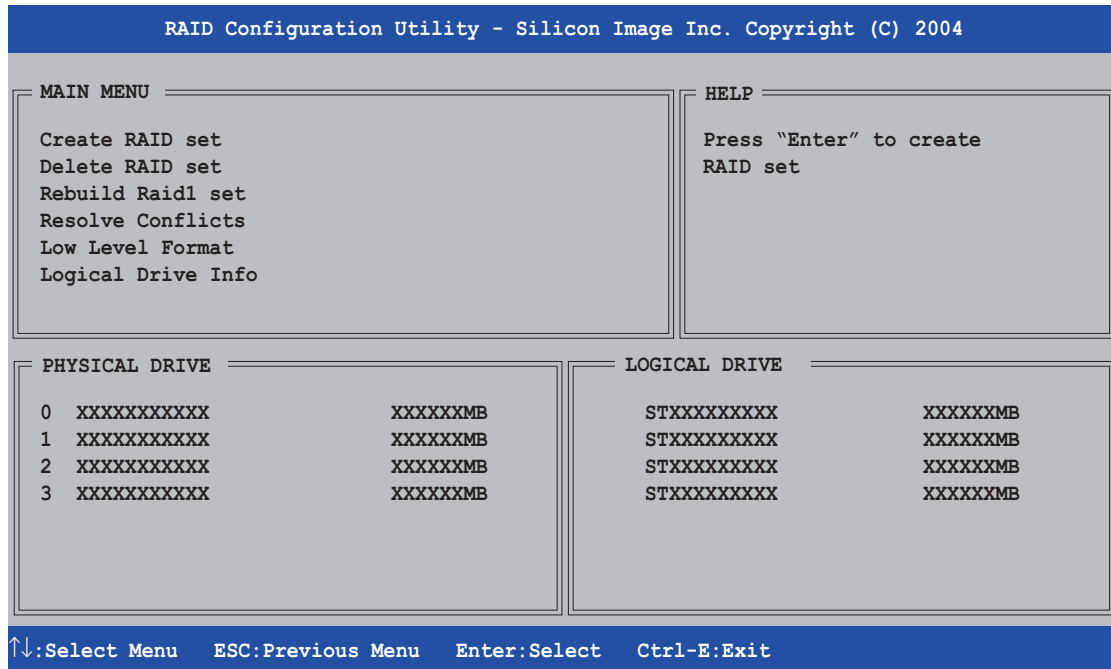 RAID Configuration Utility - Silicon Image Inc. Copyright (C) 2004
MAIN MENU
Create RAID set
Delete RAID set
Rebuild Raid1 set
Resolve Conflicts
Low Level Format
Logical Drive Info
HELP
Press “Enter” to create
RAID set
PHYSICAL DRIVE
0 XXXXXXXXXXX XXXXXXMB
1 XXXXXXXXXXX XXXXXXMB
2 XXXXXXXXXXX XXXXXXMB
3 XXXXXXXXXXX XXXXXXMB
LOGICAL DRIVE
STXXXXXXXXX XXXXXXMB
STXXXXXXXXX XXXXXXMB
STXXXXXXXXX XXXXXXMB
STXXXXXXXXX XXXXXXMB
↑↓:Select Menu ESC:Previous Menu Enter:Select Ctrl-E:Exit